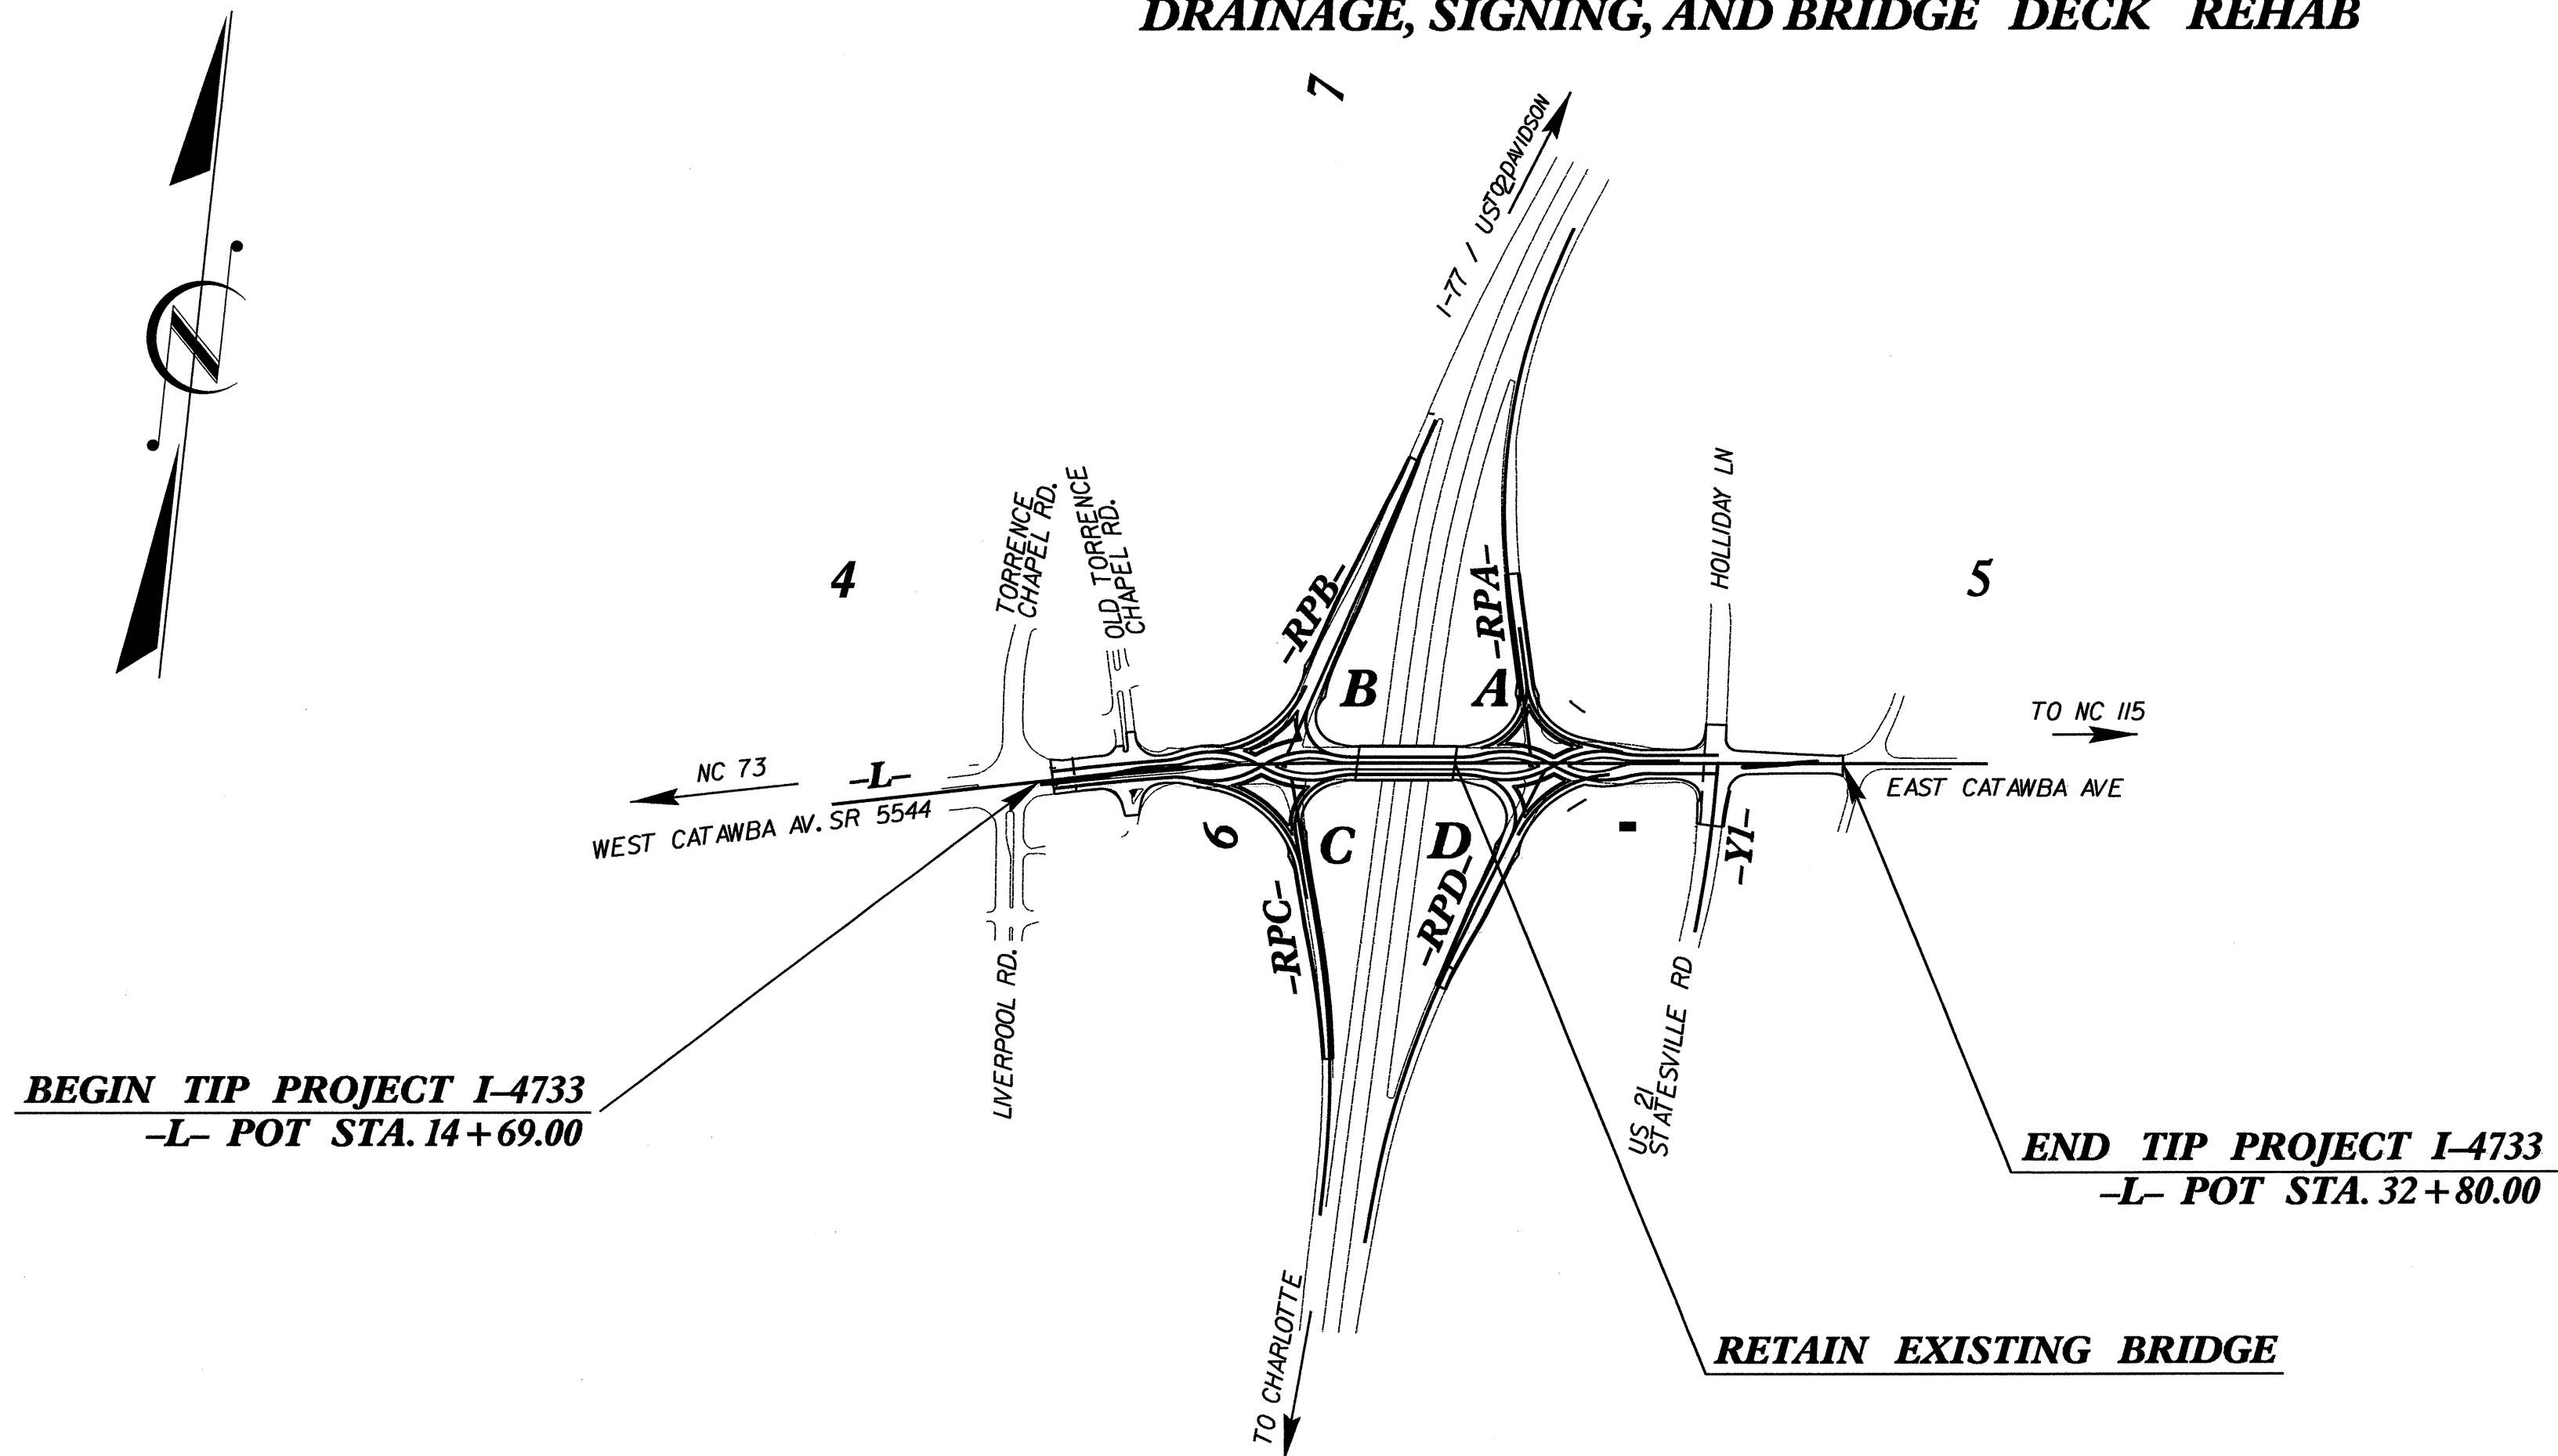 DRAINAGE, SIGNING, AND BRIDGE DECK REHAB
7
TO DAVIDSON
I-77 / US 21
N
4
5
TORRENCE
CHAPEL RD.
OLD TORRENCE
CHAPEL RD.
HOLLIDAY LN
-RPB-
-RPA-
B
A
TO NC 115
NC 73
-L-
WEST CATAWBA AV. SR 5544
EAST CATAWBA AVE
6
C
D
-
-Y1-
-RPC-
-RPD-
LIVERPOOL RD.
US 21
STATESVILLE RD
BEGIN TIP PROJECT I-4733
-L- POT STA. 14+69.00
END TIP PROJECT I-4733
-L- POT STA. 32+80.00
TO CHARLOTTE
RETAIN EXISTING BRIDGE